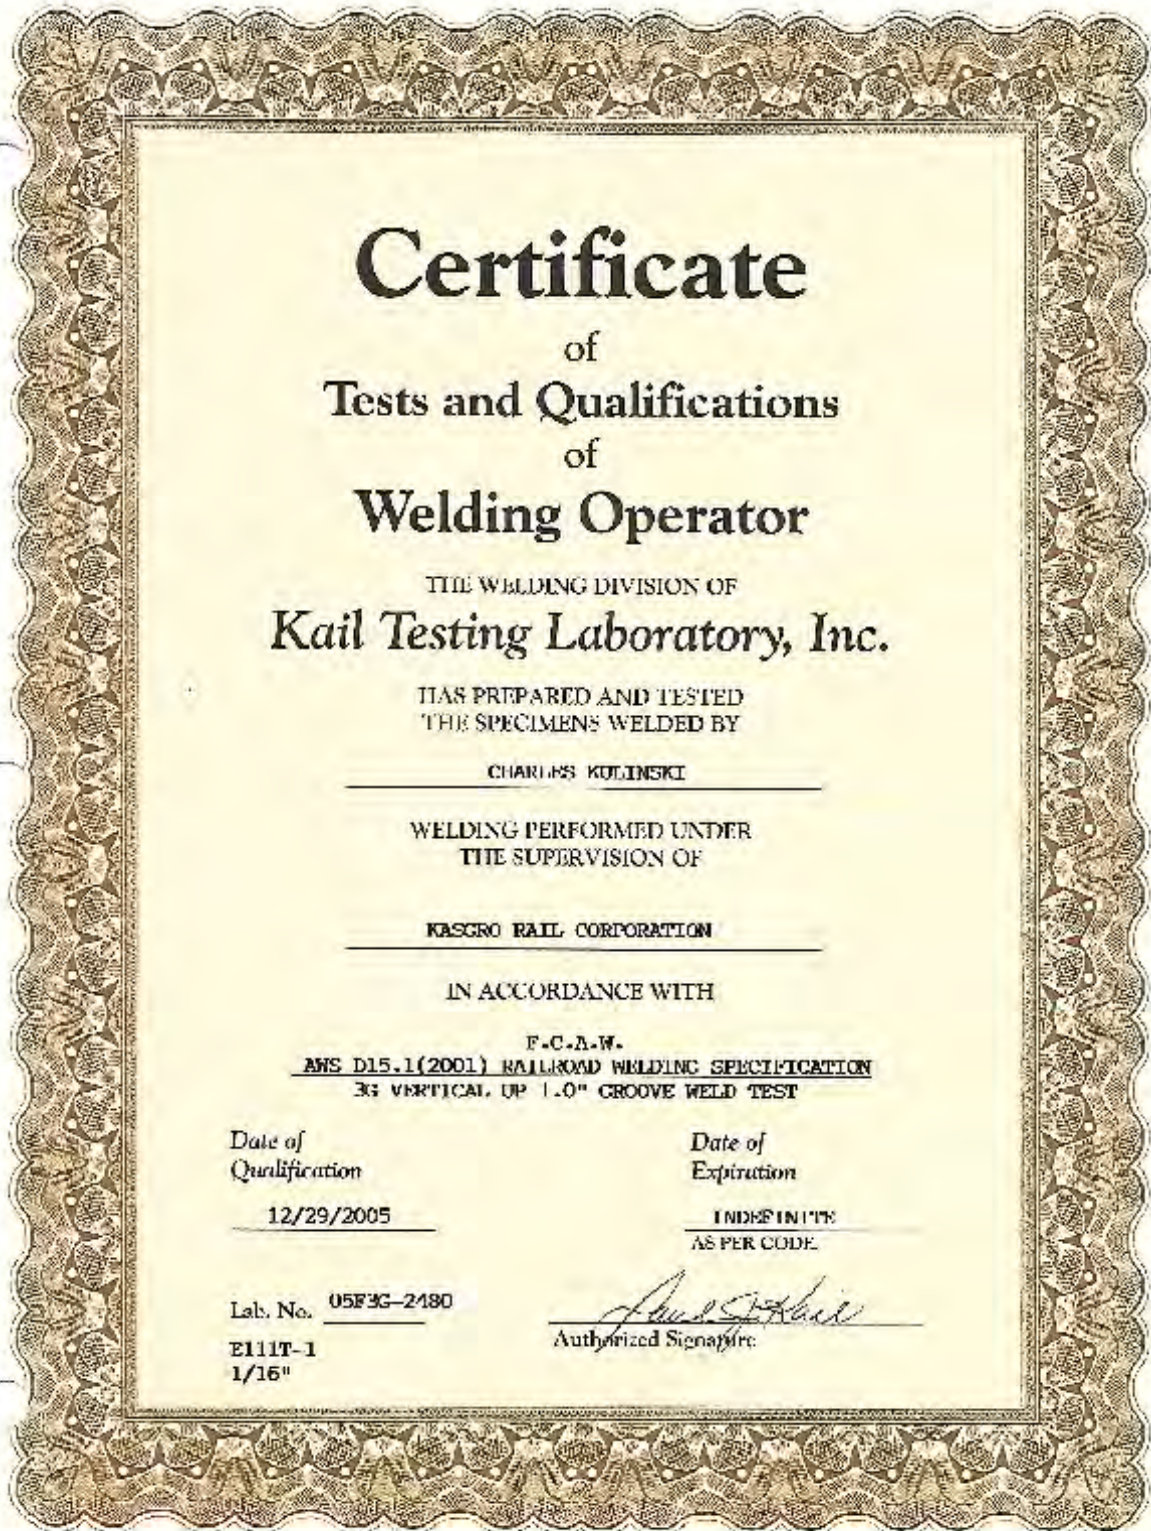 Certificate
of
Tests and Qualifications
of
Welding Operator
THE WELDING DIVISION OF
Kail Testing Laboratory, Inc.
HAS PREPARED AND TESTED
THE SPECIMENS WELDED BY
CHARLES KULINSKI
WELDING PERFORMED UNDER
THE SUPERVISION OF
KASGRO RAIL CORPORATION
IN ACCORDANCE WITH
F.C.A.W.
AWS D15.1(2001) RAILROAD WELDING SPECIFICATION
3G VERTICAL UP 1.0" GROOVE WELD TEST
Date of
Qualification
12/29/2005
Date of
Expiration
INDEFINITE
AS PER CODE
Lab. No. 05F3G-2480
E111T-1
1/16"
Kail
Authorized Signature